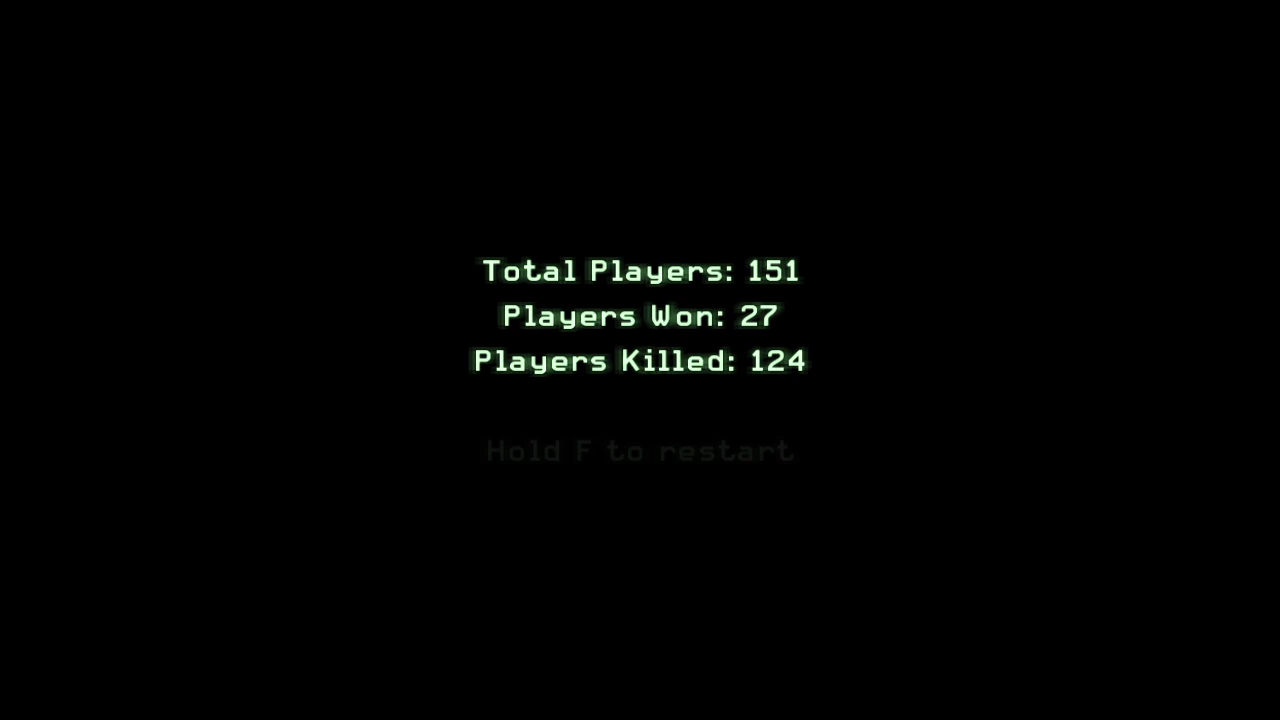 Total Players: 151
Players Won: 27
Players Killed: 124
Hold F to restart